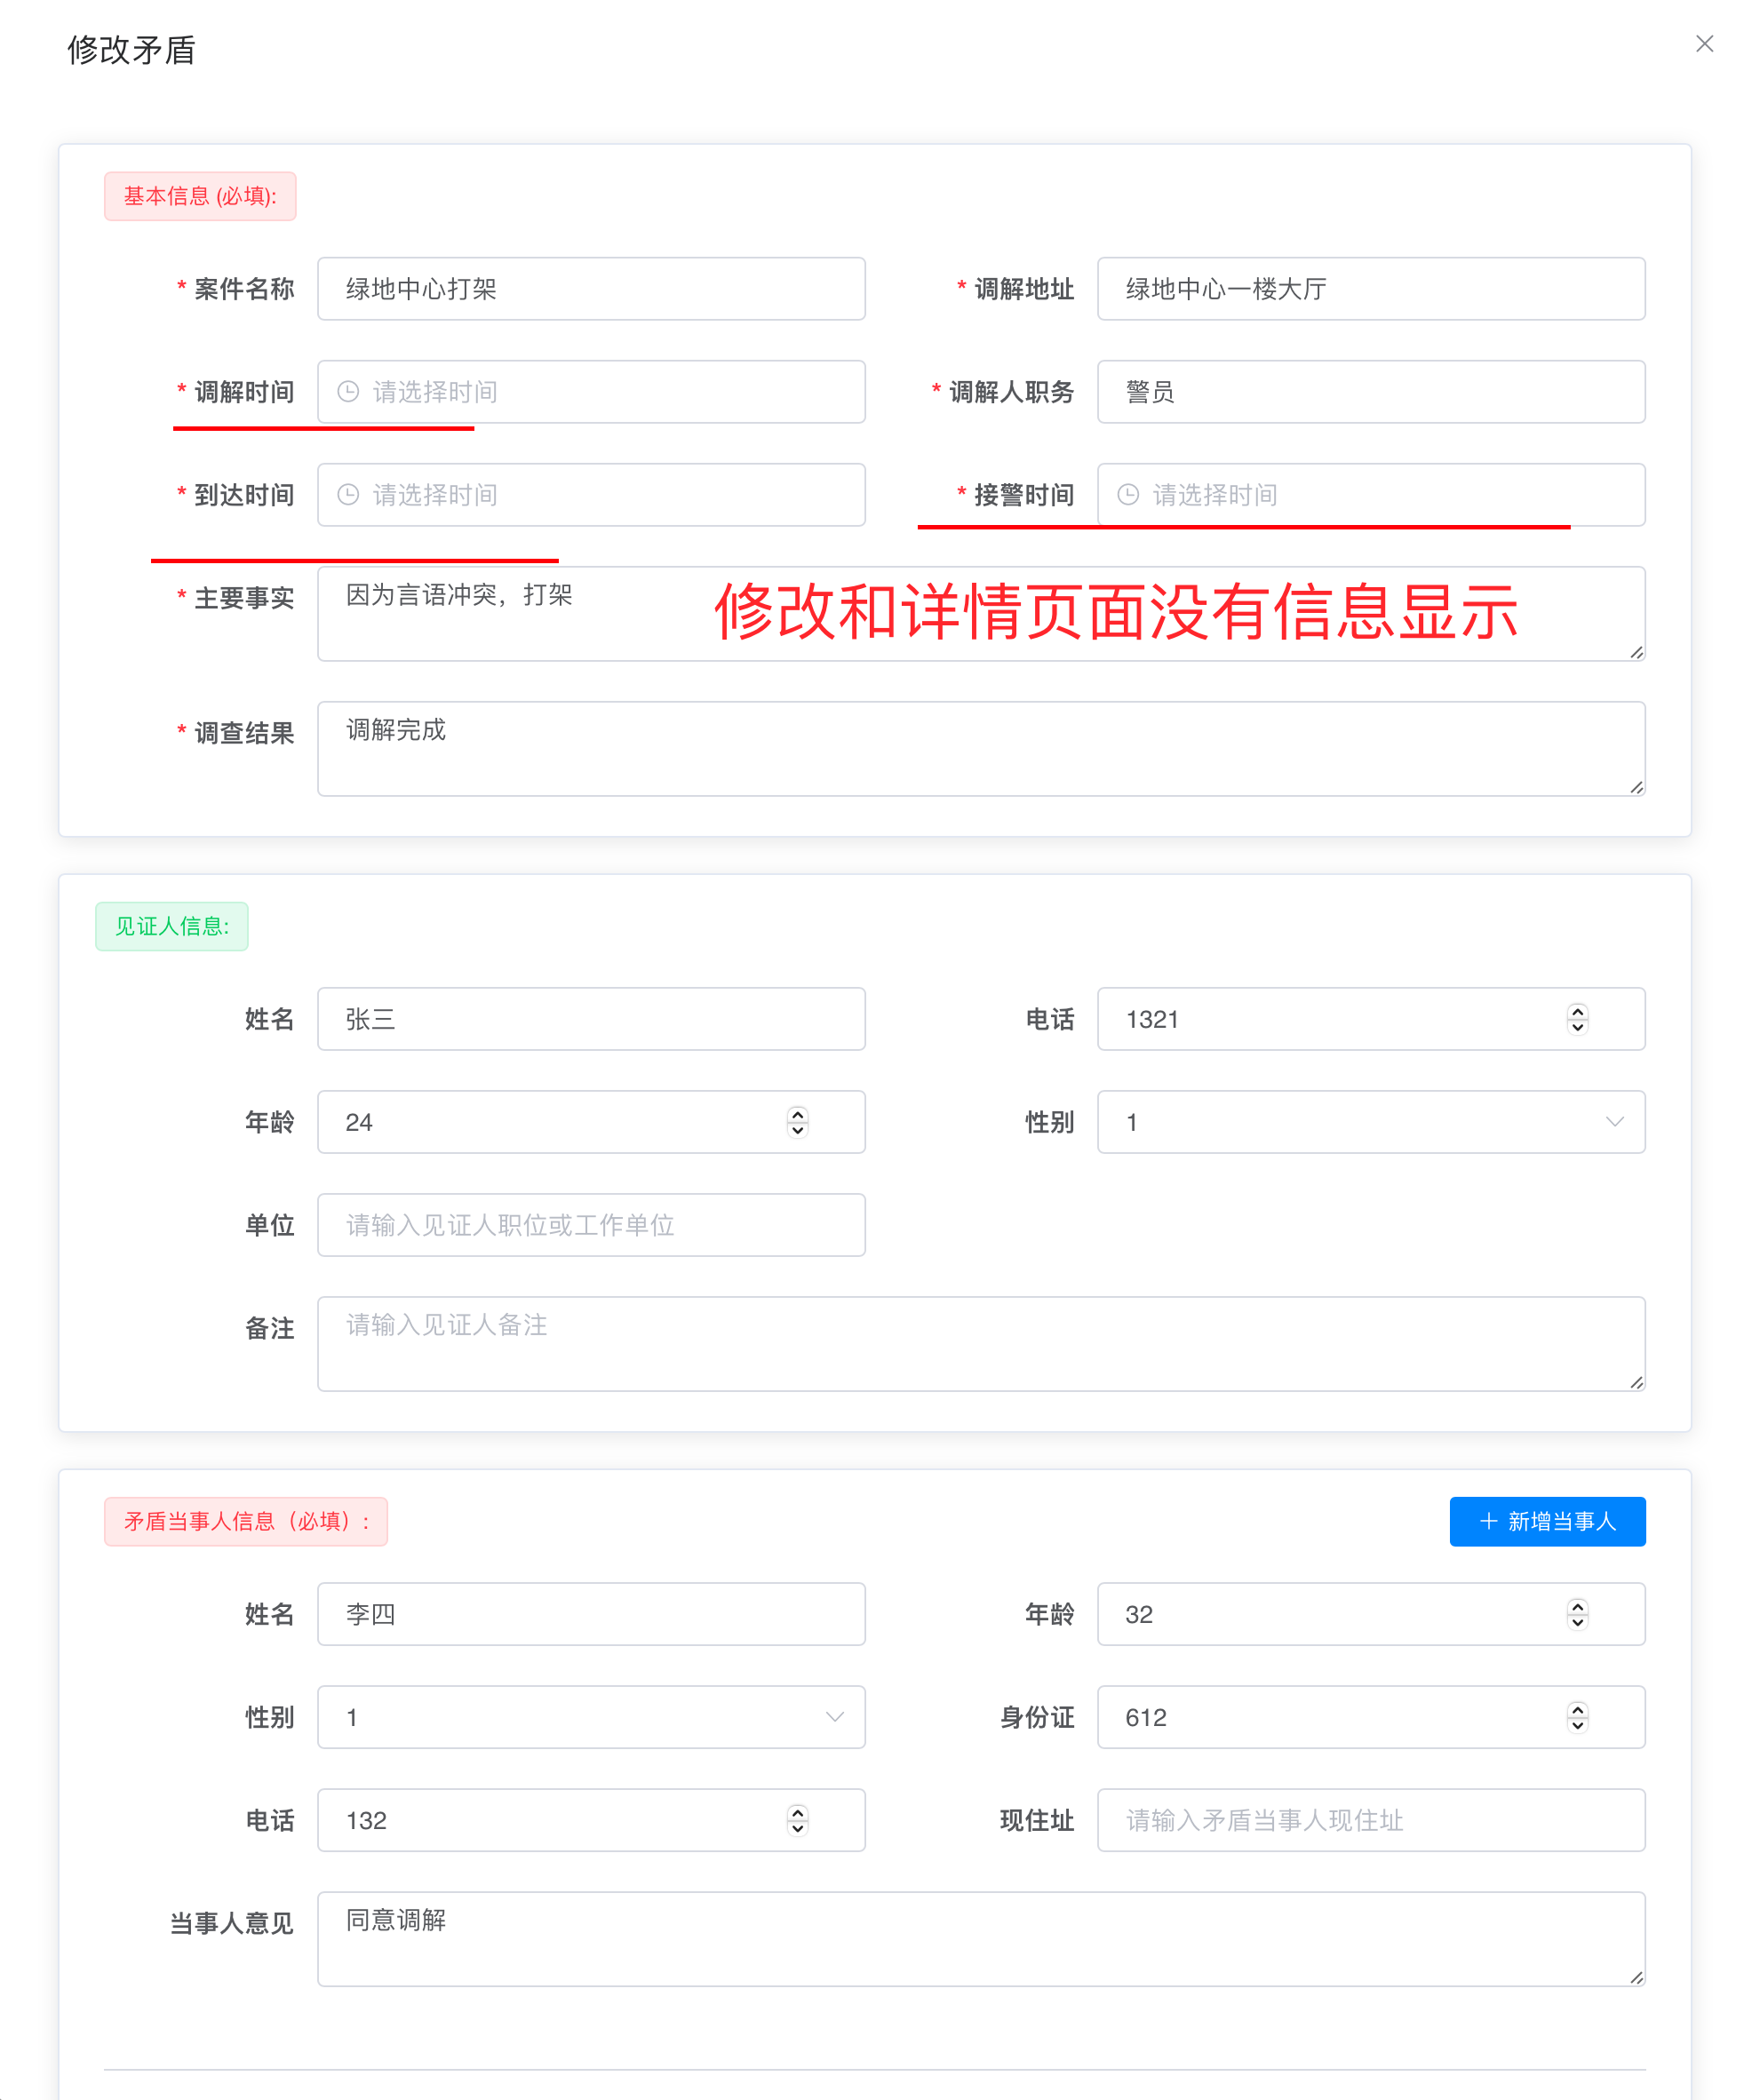 修改矛盾
基本信息 (必填):
* 案件名称 绿地中心打架 * 调解地址 绿地中心一楼大厅
* 调解时间 请选择时间 * 调解人职务 警员
* 到达时间 请选择时间 * 接警时间 请选择时间
* 主要事实 因为言语冲突，打架
修改和详情页面没有信息显示
* 调查结果 调解完成
见证人信息:
姓名 张三 电话 1321
年龄 24 性别 1
单位 请输入见证人职位或工作单位
备注 请输入见证人备注
矛盾当事人信息（必填）: 新增当事人
姓名 李四 年龄 32
性别 1 身份证 612
电话 132 现住址 请输入矛盾当事人现住址
当事人意见 同意调解